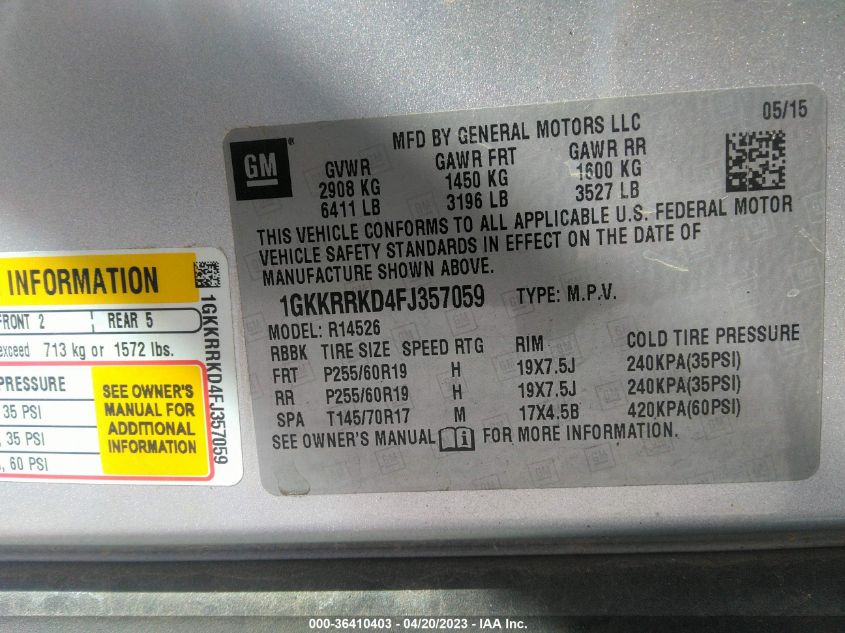 05/15
MFD BY GENERAL MOTORS LLC
GM
GVWR GAWR FRT GAWR RR
2908 KG 1450 KG 1600 KG
6411 LB 3196 LB 3527 LB
THIS VEHICLE CONFORMS TO ALL APPLICABLE U.S. FEDERAL MOTOR
VEHICLE SAFETY STANDARDS IN EFFECT ON THE DATE OF
MANUFACTURE SHOWN ABOVE.
1GKKRRKD4FJ357059 TYPE: M.P.V.
MODEL: R14526
RBBK TIRE SIZE SPEED RTG RIM COLD TIRE PRESSURE
FRT P255/60R19 H 19X7.5J 240KPA(35PSI)
RR P255/60R19 H 19X7.5J 240KPA(35PSI)
SPA T145/70R17 M 17X4.5B 420KPA(60PSI)
SEE OWNER'S MANUAL FOR MORE INFORMATION.
INFORMATION
FRONT 2 REAR 5
exceed 713 kg or 1572 lbs.
PRESSURE
35 PSI
, 35 PSI
, 60 PSI
SEE OWNER'S
MANUAL FOR
ADDITIONAL
INFORMATION
1GKKRRKD4FJ357059
000-36410403 - 04/20/2023 - IAA Inc.